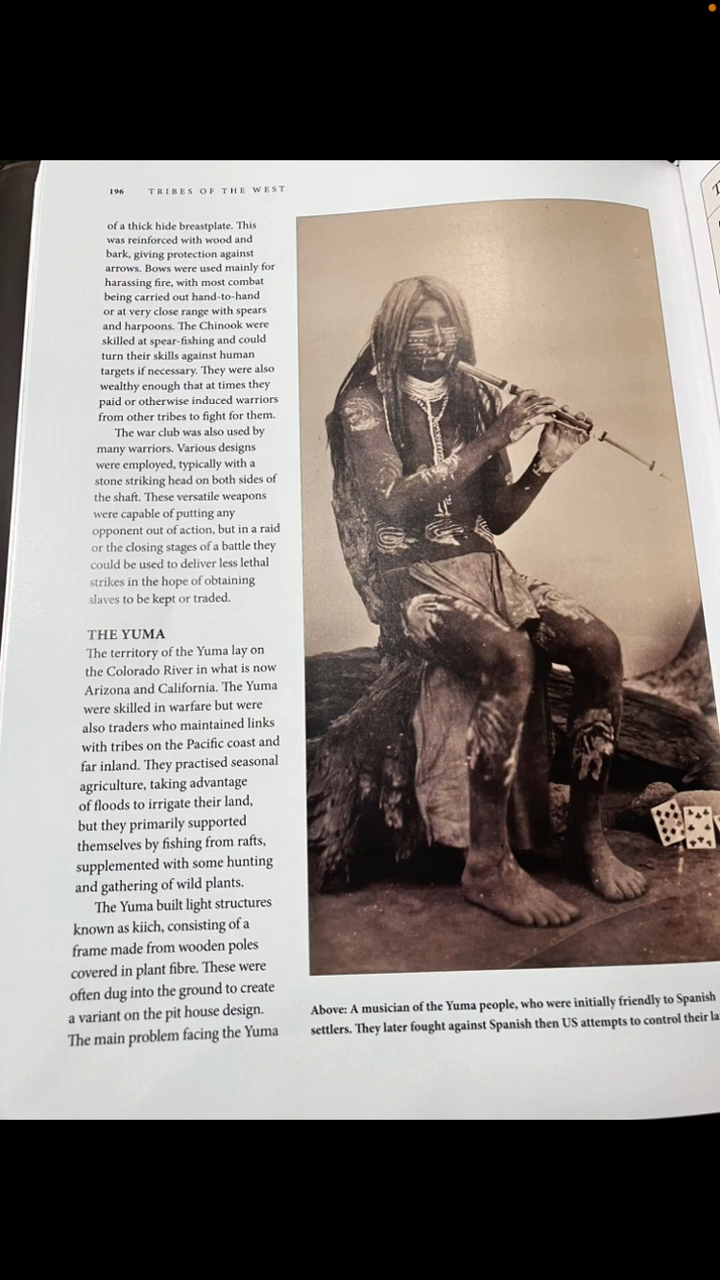 196 TRIBES OF THE WEST
of a thick hide breastplate. This
was reinforced with wood and
bark, giving protection against
arrows. Bows were used mainly for
harassing fire, with most combat
being carried out hand-to-hand
or at very close range with spears
and harpoons. The Chinook were
skilled at spear-fishing and could
turn their skills against human
targets if necessary. They were also
wealthy enough that at times they
paid or otherwise induced warriors
from other tribes to fight for them.
The war club was also used by
many warriors. Various designs
were employed, typically with a
stone striking head on both sides of
the shaft. These versatile weapons
were capable of putting any
opponent out of action, but in a raid
or the closing stages of a battle they
could be used to deliver less lethal
strikes in the hope of obtaining
slaves to be kept or traded.
THE YUMA
The territory of the Yuma lay on
the Colorado River in what is now
Arizona and California. The Yuma
were skilled in warfare but were
also traders who maintained links
with tribes on the Pacific coast and
far inland. They practised seasonal
agriculture, taking advantage
of floods to irrigate their land,
but they primarily supported
themselves by fishing from rafts,
supplemented with some hunting
and gathering of wild plants.
The Yuma built light structures
known as kiich, consisting of a
frame made from wooden poles
covered in plant fibre. These were
often dug into the ground to create
a variant on the pit house design.
The main problem facing the Yuma
Above: A musician of the Yuma people, who were initially friendly to Spanish
settlers. They later fought against Spanish then US attempts to control their la